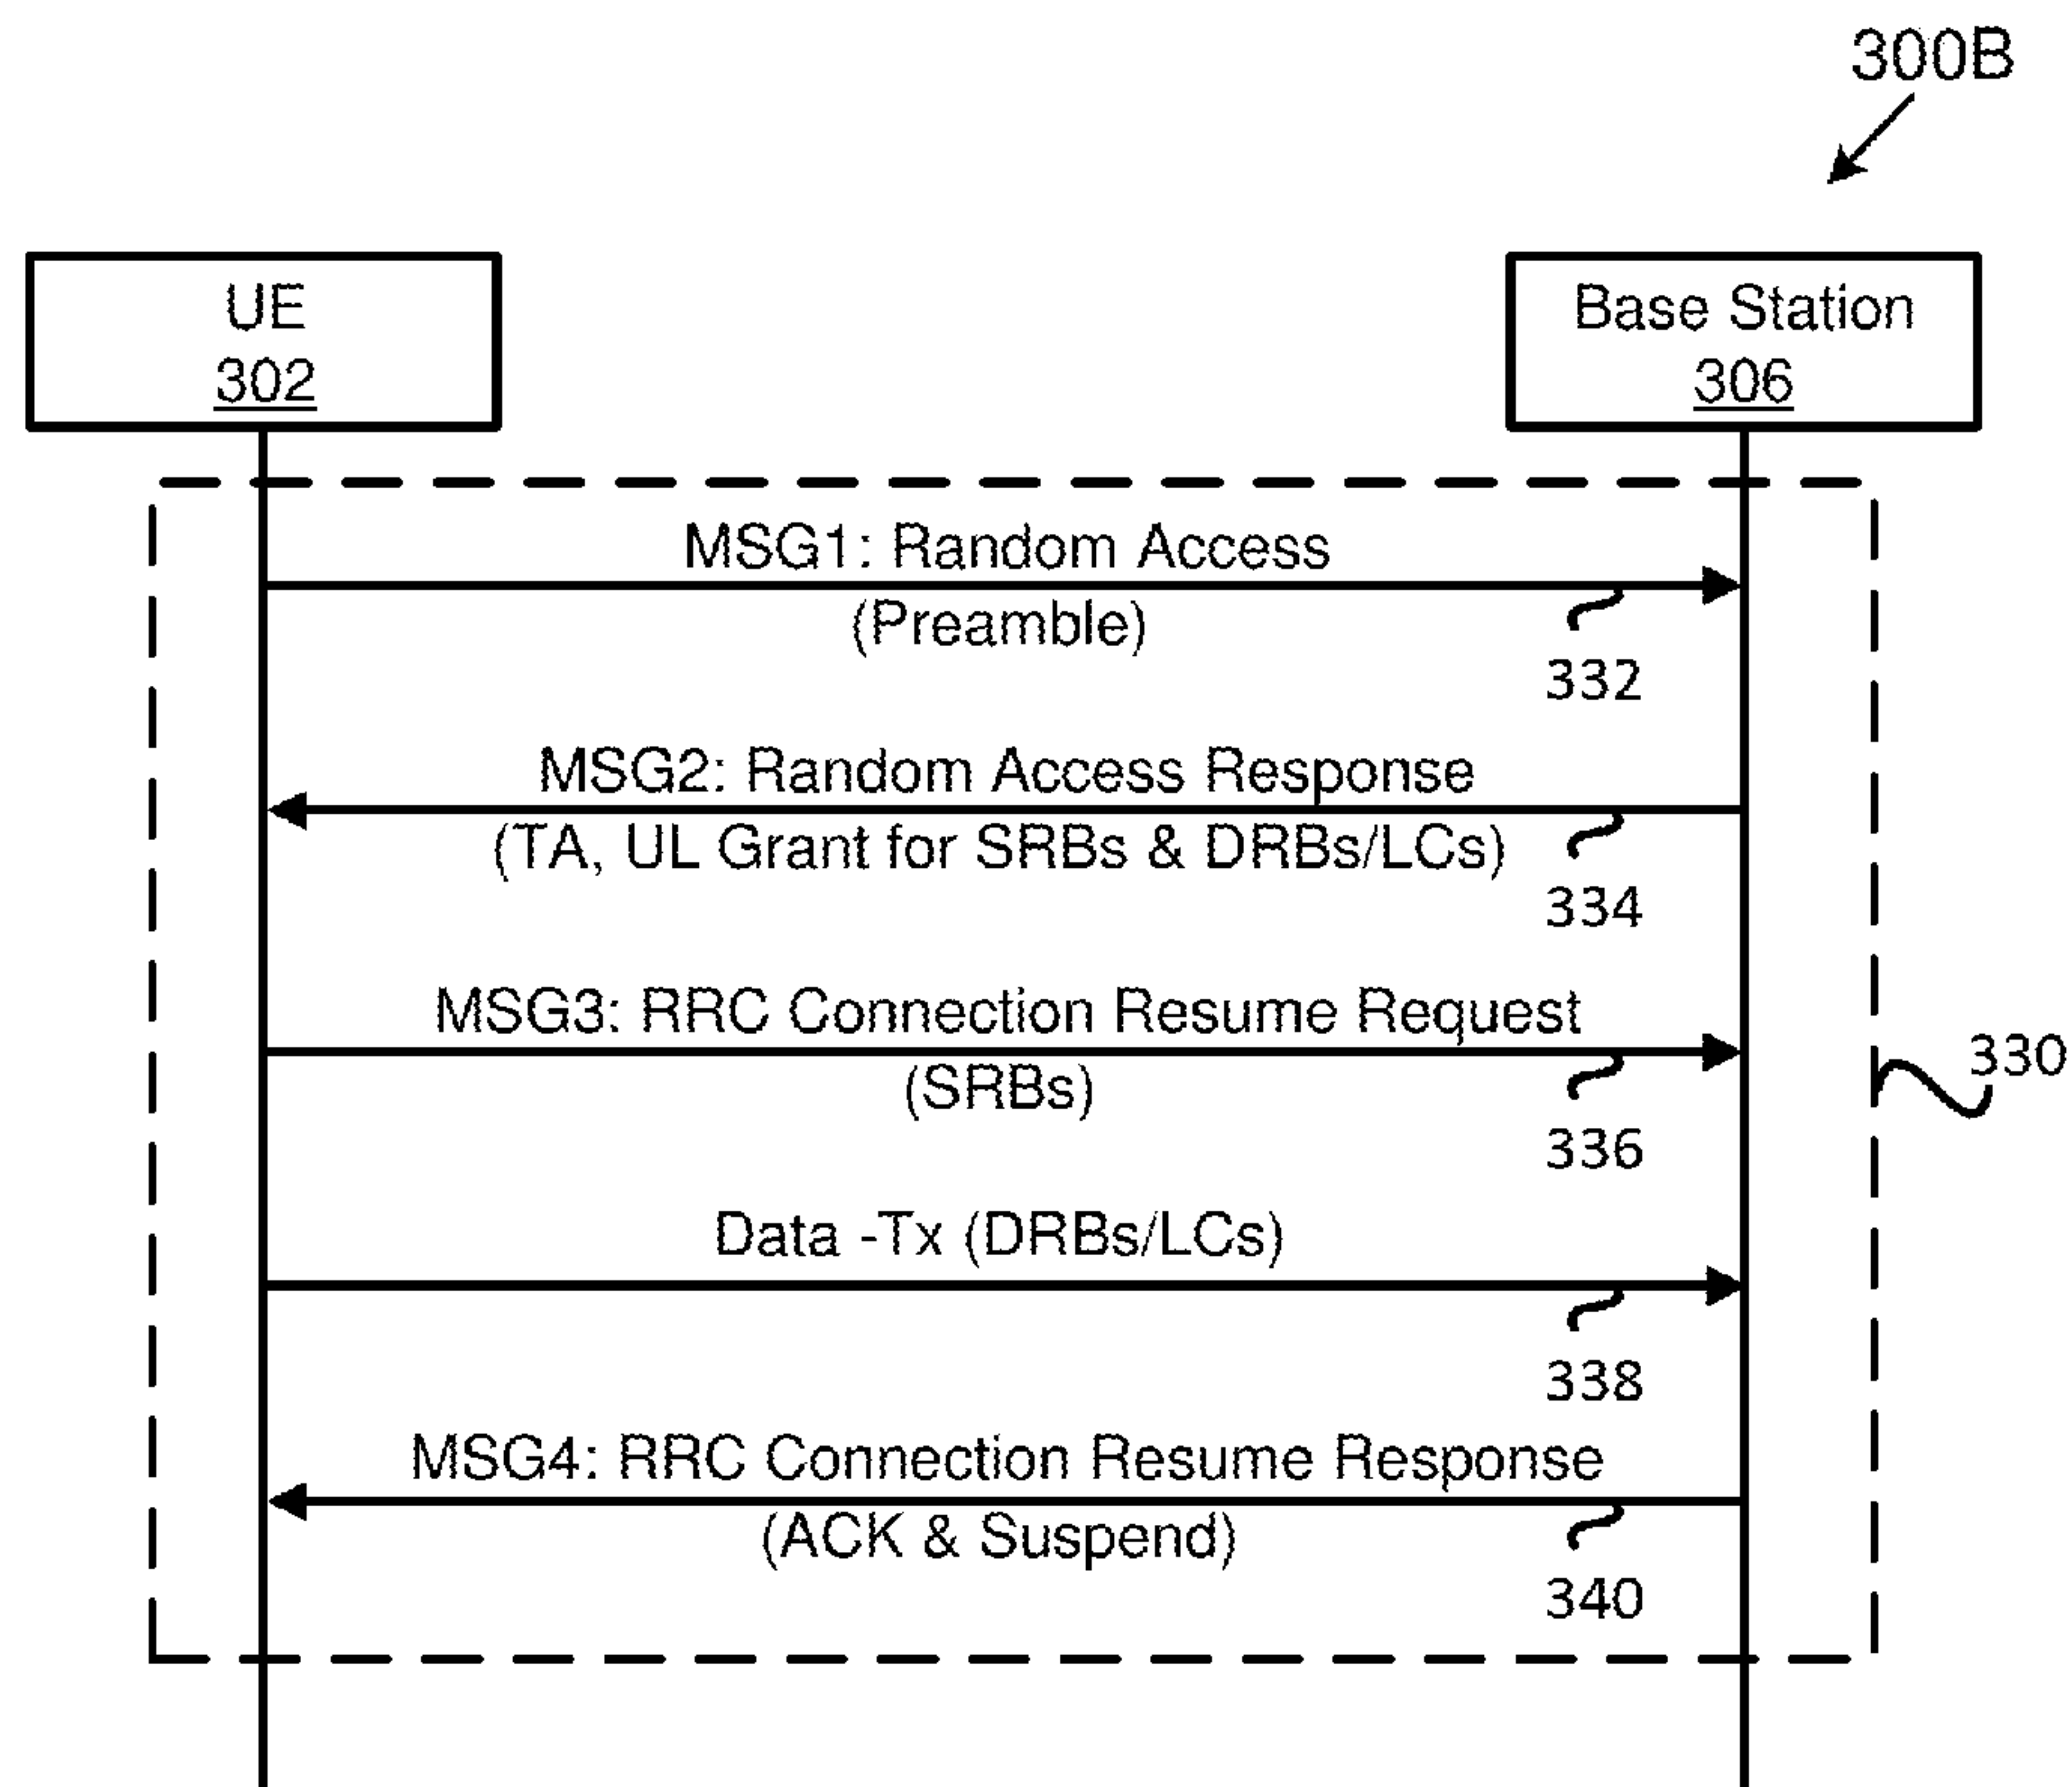 300B
UE
302
Base Station
306
MSG1: Random Access
(Preamble)
332
MSG2: Random Access Response
(TA, UL Grant for SRBs & DRBs/LCs)
334
MSG3: RRC Connection Resume Request
(SRBs)
330
336
Data -Tx (DRBs/LCs)
338
MSG4: RRC Connection Resume Response
(ACK & Suspend)
340